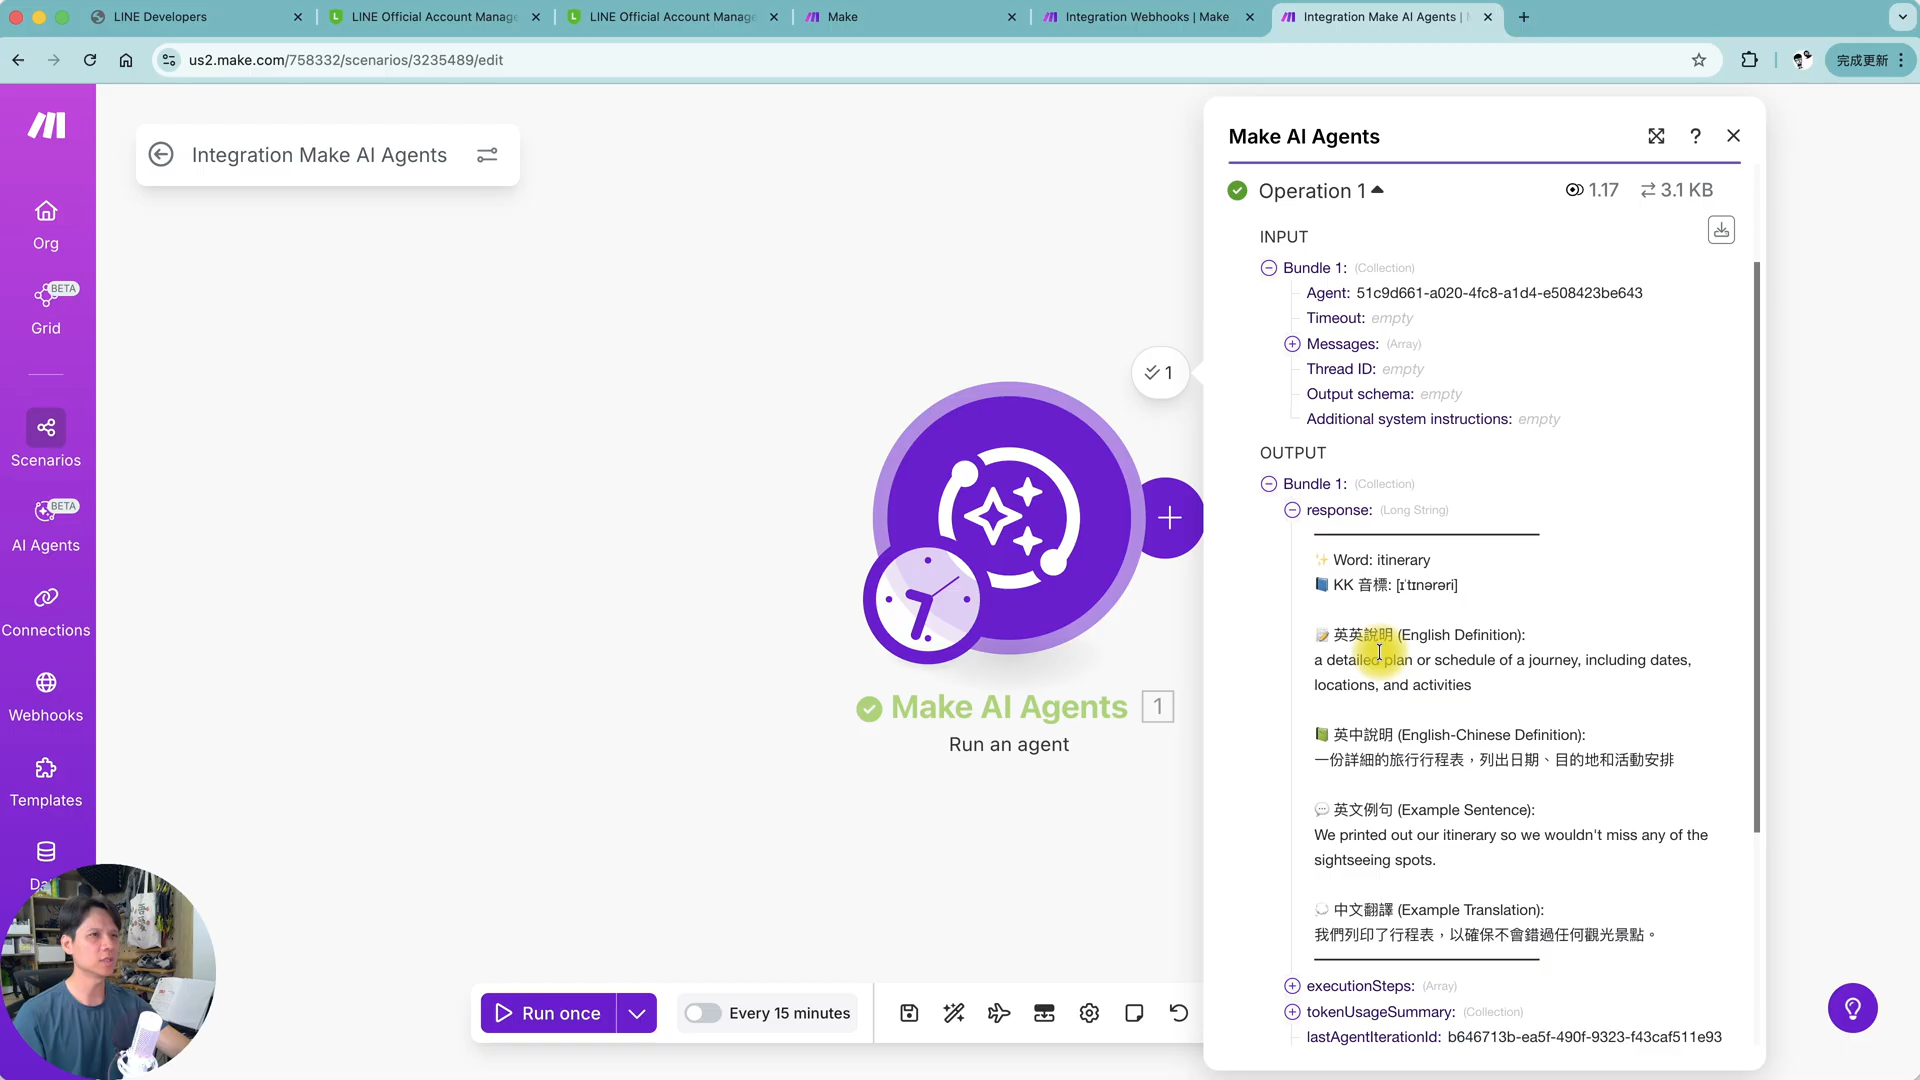 LINE Developers
LINE Official Account Manage
LINE Official Account Manage
Make
Integration Webhooks | Make
Integration Make AI Agents |
us2.make.com/758332/scenarios/3235489/edit
完成更新
Org
BETA
Grid
Scenarios
BETA
AI Agents
Connections
Webhooks
Templates
Integration Make AI Agents
1
Make AI Agents 1
Run an agent
Run once
Every 15 minutes
Make AI Agents
?
Operation 1
1.17
3.1 KB
INPUT
Bundle 1: (Collection)
Agent: 51c9d661-a020-4fc8-a1d4-e508423be643
Timeout: empty
Messages: (Array)
Thread ID: empty
Output schema: empty
Additional system instructions: empty
OUTPUT
Bundle 1: (Collection)
response: (Long String)
✨ Word: itinerary
📘 KK 音標: [ɪˈtɪnərəri]
📝 英英說明 (English Definition):
a detailed plan or schedule of a journey, including dates,
locations, and activities
📗 英中說明 (English-Chinese Definition):
一份詳細的旅行行程表，列出日期、目的地和活動安排
💬 英文例句 (Example Sentence):
We printed out our itinerary so we wouldn't miss any of the
sightseeing spots.
💭 中文翻譯 (Example Translation):
我們列印了行程表，以確保不會錯過任何觀光景點。
executionSteps: (Array)
tokenUsageSummary: (Collection)
lastAgentIterationId: b646713b-ea5f-490f-9323-f43caf511e93